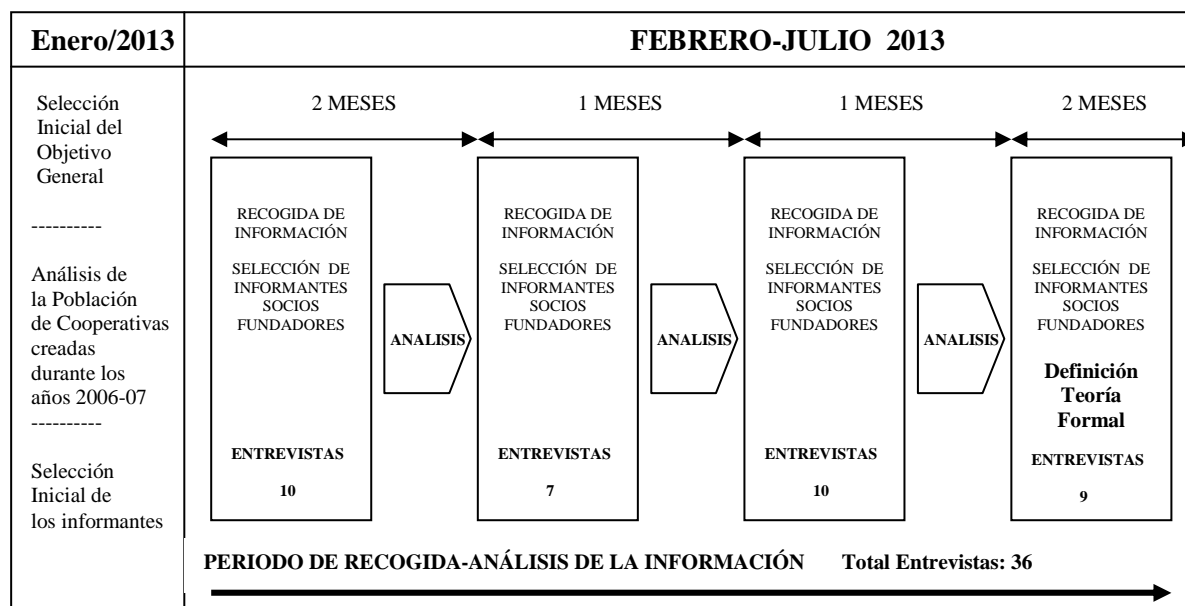 Enero/2013
FEBRERO-JULIO 2013
Selección
Inicial del
Objetivo
General
----------
Análisis de
la Población
de Cooperativas
creadas
durante los
años 2006-07
----------
Selección
Inicial de
los informantes
2 MESES
1 MESES
1 MESES
2 MESES
RECOGIDA DE
INFORMACIÓN
SELECCIÓN DE
INFORMANTES
SOCIOS
FUNDADORES
ENTREVISTAS
10
ANALISIS
RECOGIDA DE
INFORMACIÓN
SELECCIÓN DE
INFORMANTES
SOCIOS
FUNDADORES
ENTREVISTAS
7
ANALISIS
RECOGIDA DE
INFORMACIÓN
SELECCIÓN DE
INFORMANTES
SOCIOS
FUNDADORES
ENTREVISTAS
10
ANALISIS
RECOGIDA DE
INFORMACIÓN
SELECCIÓN DE
INFORMANTES
SOCIOS
FUNDADORES
Definición
Teoría
Formal
ENTREVISTAS
9
PERIODO DE RECOGIDA-ANÁLISIS DE LA INFORMACIÓN Total Entrevistas: 36